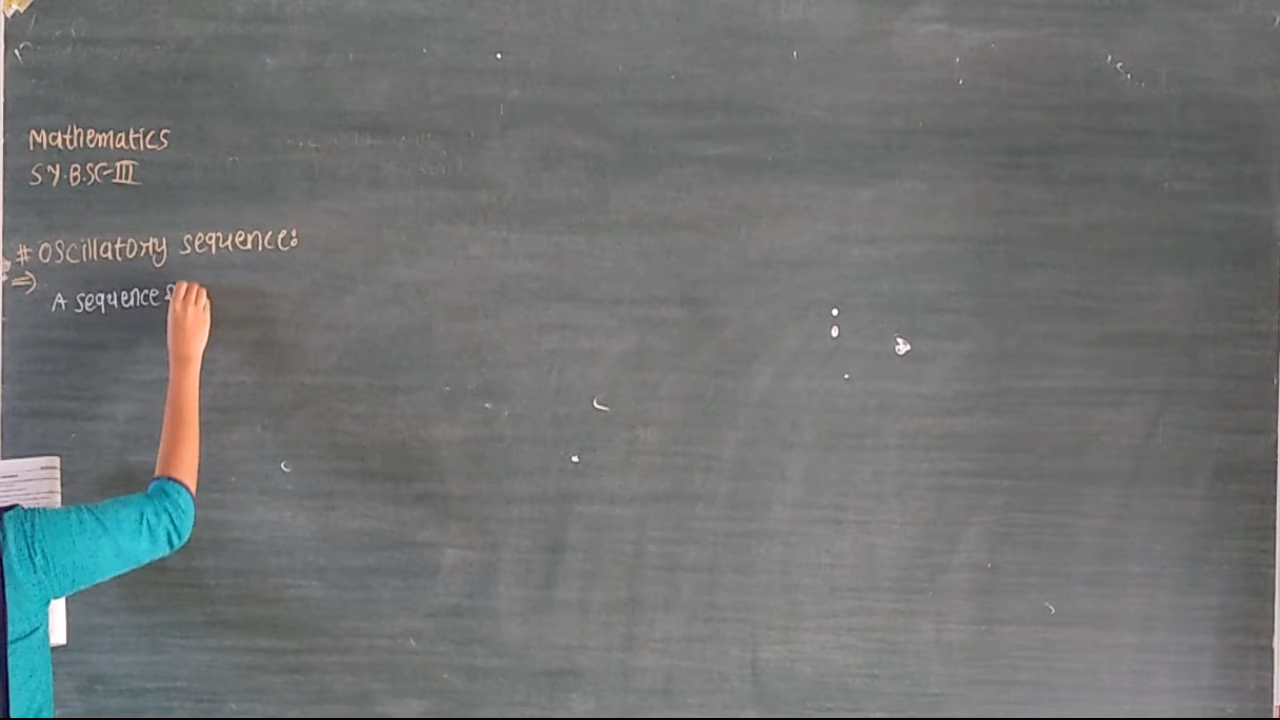 Mathematics
S.Y.B.SC-III
# Oscillatory sequence:
⇒
A sequence